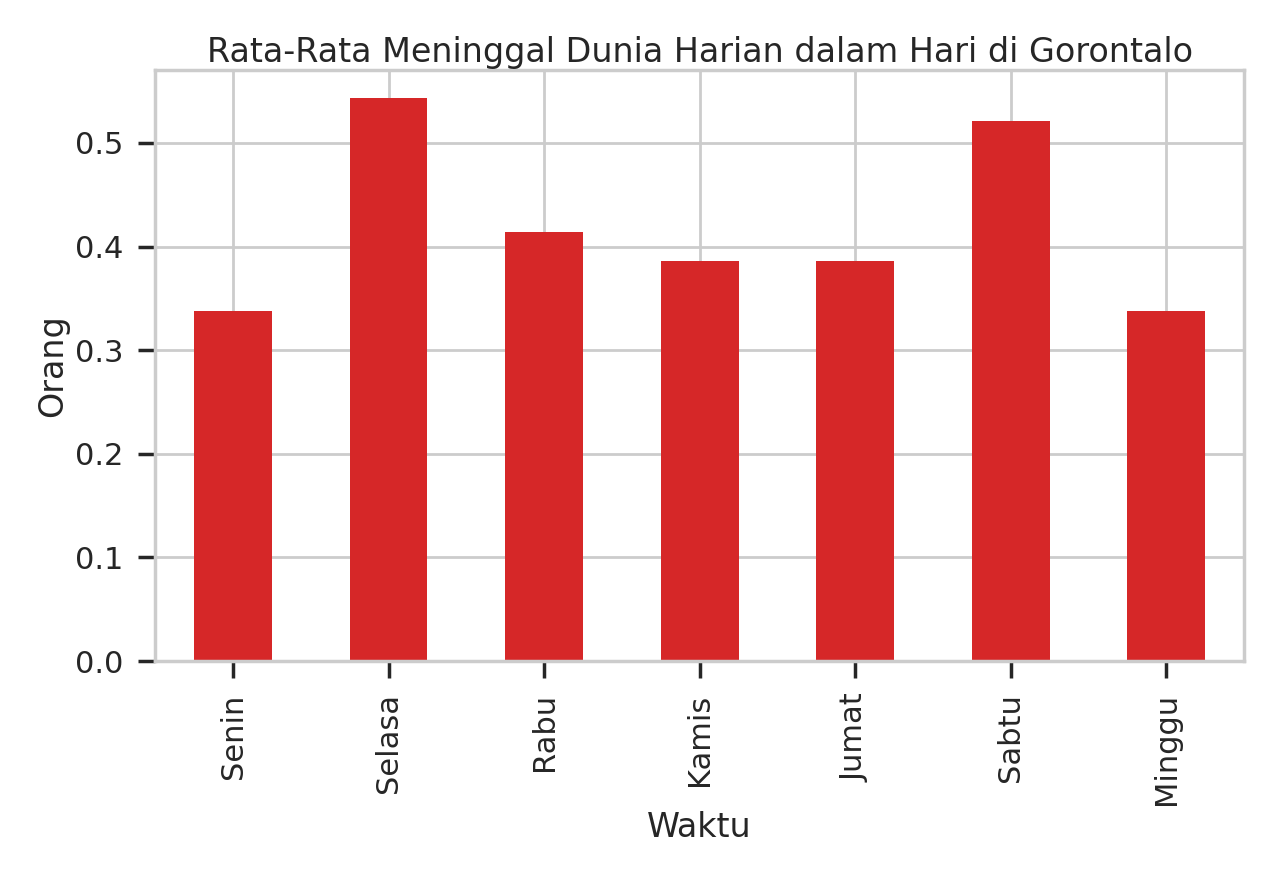 Rata-Rata Meninggal Dunia Harian dalam Hari di Gorontalo
0.5
0.4
0.3
0.2
0.1
0.0
Orang
Senin
Selasa
Rabu
Kamis
Jumat
Sabtu
Minggu
Waktu